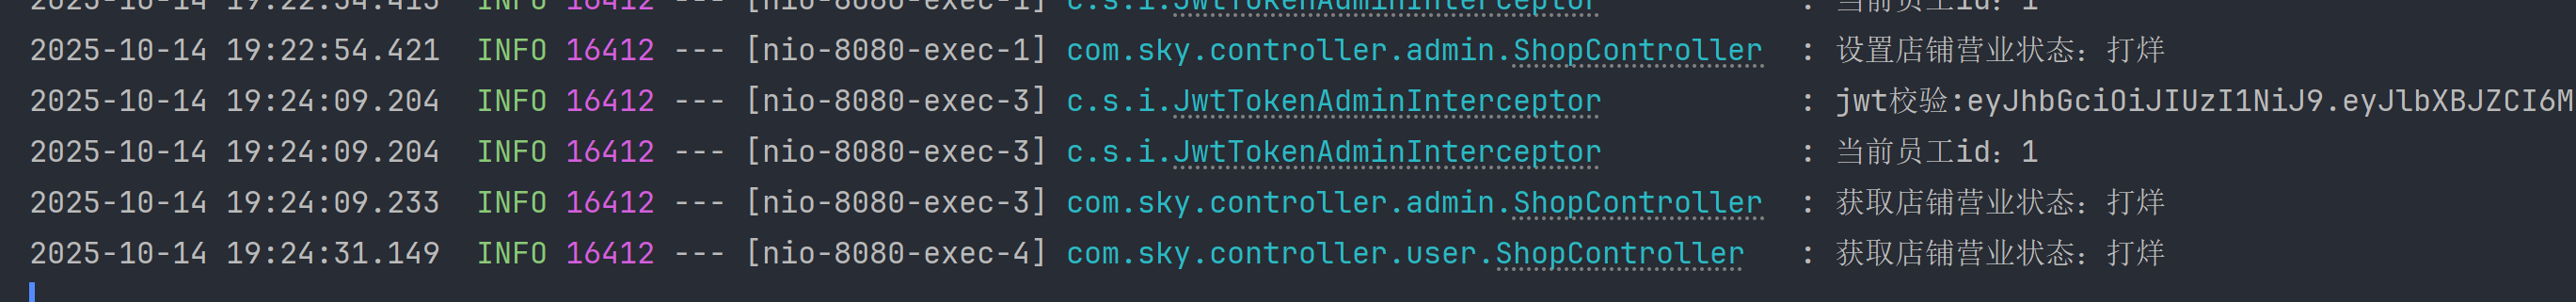 2025-10-14 19:22:54.415  INFO 16412 --- [nio-8080-exec-1] c.s.i.JwtTokenAdminInterceptor           : 当前员工id：1
2025-10-14 19:22:54.421  INFO 16412 --- [nio-8080-exec-1] com.sky.controller.admin.ShopController  : 设置店铺营业状态：打烊
2025-10-14 19:24:09.204  INFO 16412 --- [nio-8080-exec-3] c.s.i.JwtTokenAdminInterceptor           : jwt校验:eyJhbGciOiJIUzI1NiJ9.eyJlbXBJZCI6M
2025-10-14 19:24:09.204  INFO 16412 --- [nio-8080-exec-3] c.s.i.JwtTokenAdminInterceptor           : 当前员工id：1
2025-10-14 19:24:09.233  INFO 16412 --- [nio-8080-exec-3] com.sky.controller.admin.ShopController  : 获取店铺营业状态：打烊
2025-10-14 19:24:31.149  INFO 16412 --- [nio-8080-exec-4] com.sky.controller.user.ShopController   : 获取店铺营业状态：打烊